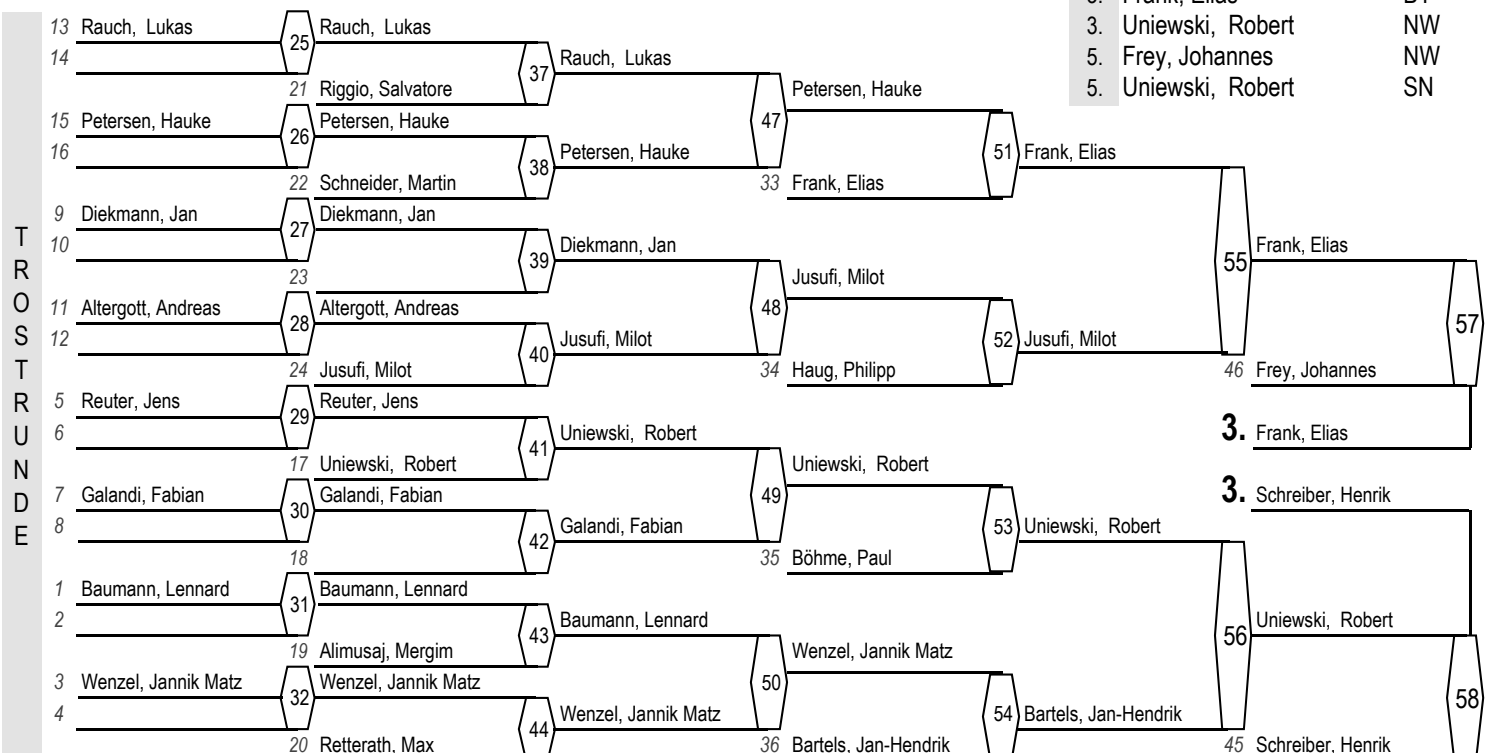 3. Frank, Elias BY
13 Rauch, Lukas 25 Rauch, Lukas
3. Uniewski, Robert NW
14
37 Rauch, Lukas
5. Frey, Johannes NW
21 Riggio, Salvatore
Petersen, Hauke
5. Uniewski, Robert SN
15 Petersen, Hauke 26 Petersen, Hauke
47
16
38 Petersen, Hauke
51 Frank, Elias
22 Schneider, Martin
33 Frank, Elias
9 Diekmann, Jan 27 Diekmann, Jan
10
39 Diekmann, Jan
55 Frank, Elias
23
Jusufi, Milot
11 Altergott, Andreas 28 Altergott, Andreas
48
57
12
40 Jusufi, Milot
52 Jusufi, Milot
24 Jusufi, Milot
34 Haug, Philipp
46 Frey, Johannes
5 Reuter, Jens 29 Reuter, Jens
6
41 Uniewski, Robert
3. Frank, Elias
17 Uniewski, Robert
Uniewski, Robert
7 Galandi, Fabian 30 Galandi, Fabian
49
3. Schreiber, Henrik
8
42 Galandi, Fabian
53 Uniewski, Robert
18
35 Böhme, Paul
1 Baumann, Lennard 31 Baumann, Lennard
2
43 Baumann, Lennard
56 Uniewski, Robert
19 Alimusaj, Mergim
Wenzel, Jannik Matz
3 Wenzel, Jannik Matz 32 Wenzel, Jannik Matz
50
58
4
44 Wenzel, Jannik Matz
54 Bartels, Jan-Hendrik
20 Retterath, Max
36 Bartels, Jan-Hendrik
45 Schreiber, Henrik
TROSTRUNDE